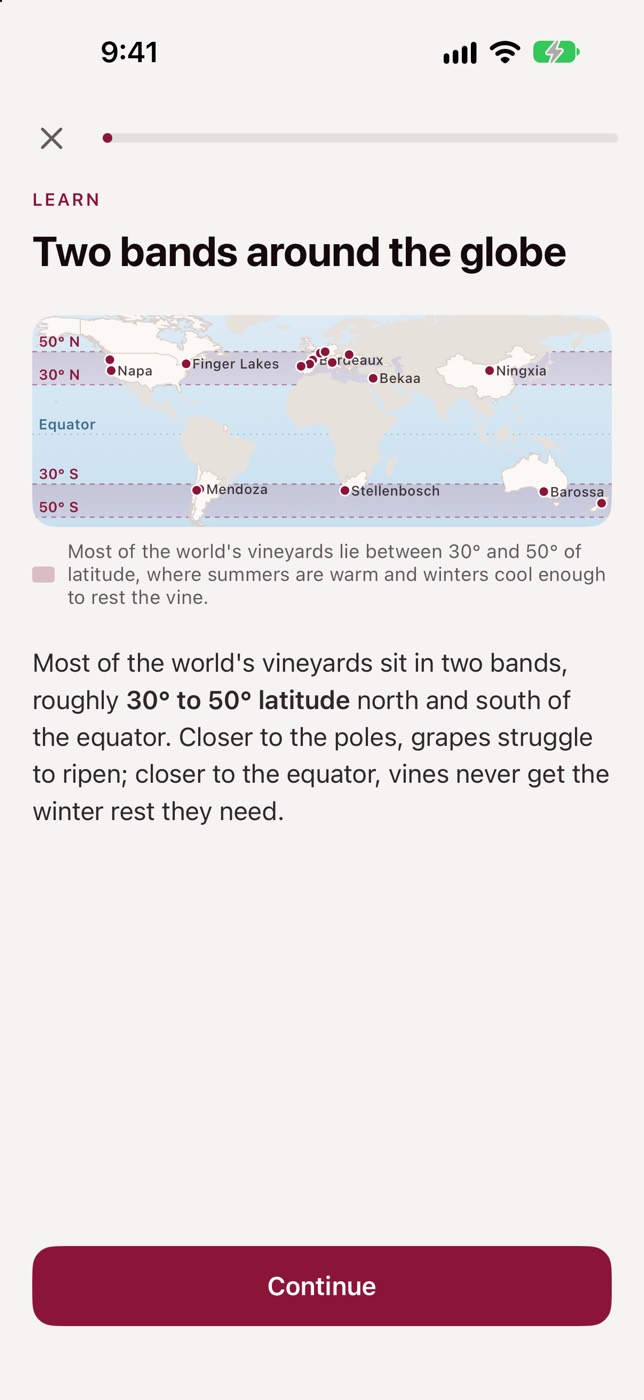 9:41
LEARN
Two bands around the globe
50° N
Napa
Finger Lakes
Bordeaux
Ningxia
30° N
Bekaa
Equator
30° S
Mendoza
Stellenbosch
Barossa
50° S
Most of the world's vineyards lie between 30° and 50° of
latitude, where summers are warm and winters cool enough
to rest the vine.
Most of the world's vineyards sit in two bands,
roughly 30° to 50° latitude north and south of
the equator. Closer to the poles, grapes struggle
to ripen; closer to the equator, vines never get the
winter rest they need.
Continue